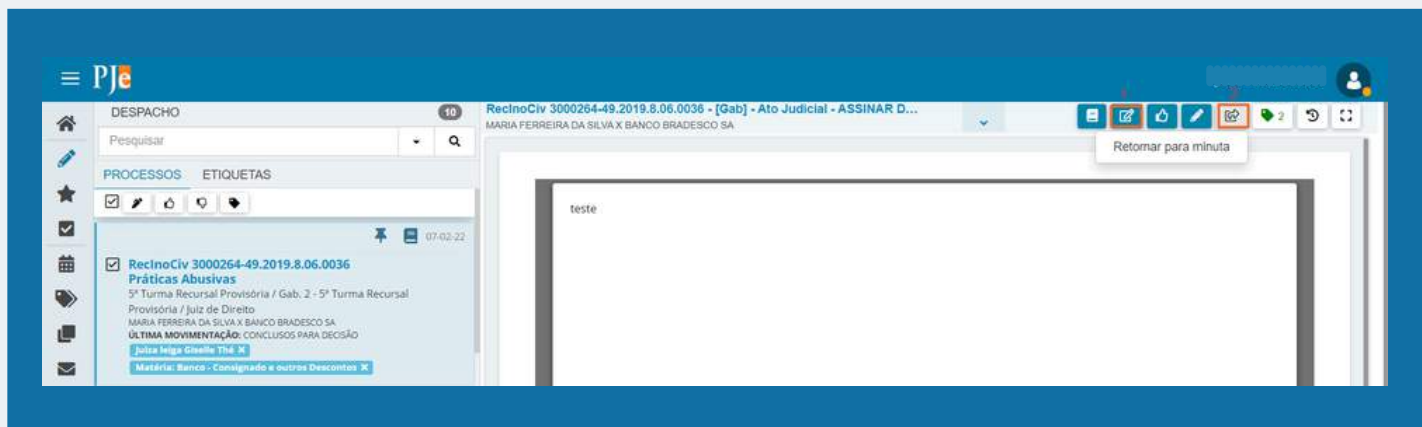 PJe
DESPACHO
10
Pesquisar
PROCESSOS ETIQUETAS
07-02-22
RecInoCiv 3000264-49.2019.8.06.0036
Práticas Abusivas
5ª Turma Recursal Provisória / Gab. 2 - 5ª Turma Recursal
Provisória / Juiz de Direito
MARIA FERREIRA DA SILVA X BANCO BRADESCO SA
ÚLTIMA MOVIMENTAÇÃO: CONCLUSOS PARA DECISÃO
Juíza leiga Giselle Thé X
Matéria: Banco - Consignado e outros Descontos X
RecInoCiv 3000264-49.2019.8.06.0036 - [Gab] - Ato Judicial - ASSINAR D...
MARIA FERREIRA DA SILVA X BANCO BRADESCO SA
2
Retornar para minuta
teste